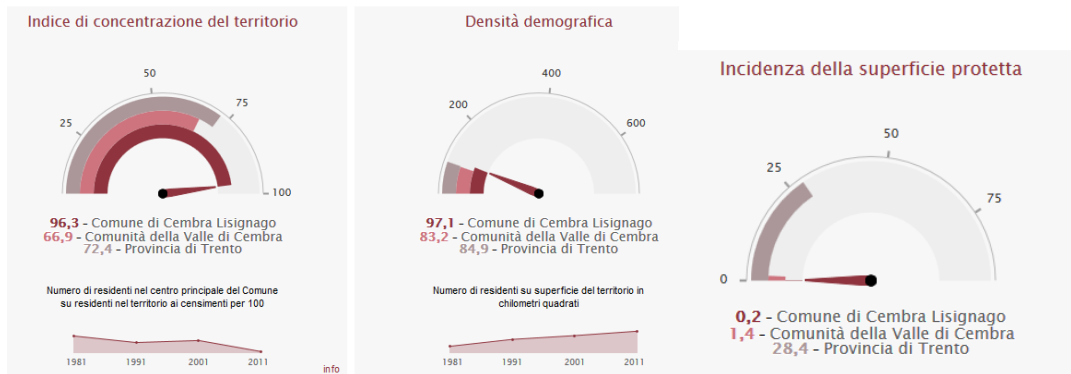 Indice di concentrazione del territorio
50
25
75
100
96,3 - Comune di Cembra Lisignago
66,9 - Comunità della Valle di Cembra
72,4 - Provincia di Trento
Numero di residenti nel centro principale del Comune
su residenti nel territorio ai censimenti per 100
1981 1991 2001 2011
info
Densità demografica
400
200
600
97,1 - Comune di Cembra Lisignago
83,2 - Comunità della Valle di Cembra
84,9 - Provincia di Trento
Numero di residenti su superficie del territorio in
chilometri quadrati
1981 1991 2001 2011
Incidenza della superficie protetta
50
25
75
0
0,2 - Comune di Cembra Lisignago
1,4 - Comunità della Valle di Cembra
28,4 - Provincia di Trento